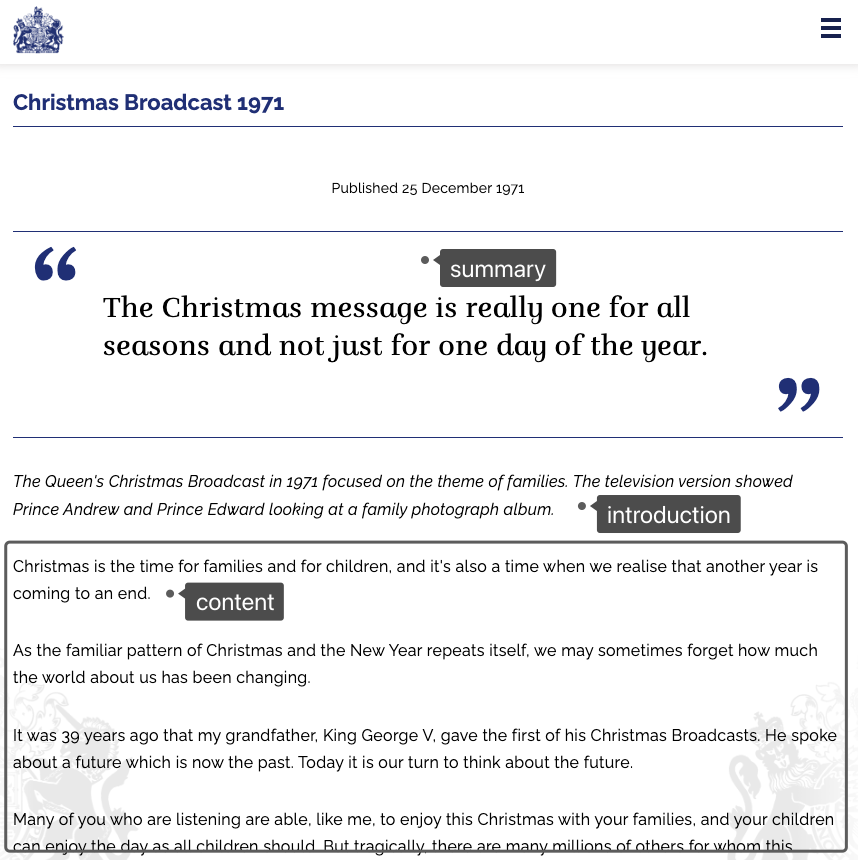 Christmas Broadcast 1971
Published 25 December 1971
“
summary
The Christmas message is really one for all
seasons and not just for one day of the year.
”
The Queen's Christmas Broadcast in 1971 focused on the theme of families. The television version showed
Prince Andrew and Prince Edward looking at a family photograph album.
introduction
Christmas is the time for families and for children, and it's also a time when we realise that another year is
coming to an end.
content
As the familiar pattern of Christmas and the New Year repeats itself, we may sometimes forget how much
the world about us has been changing.
It was 39 years ago that my grandfather, King George V, gave the first of his Christmas Broadcasts. He spoke
about a future which is now the past. Today it is our turn to think about the future.
Many of you who are listening are able, like me, to enjoy this Christmas with your families, and your children
can enjoy the day as all children should. But tragically, there are many millions of others for whom this